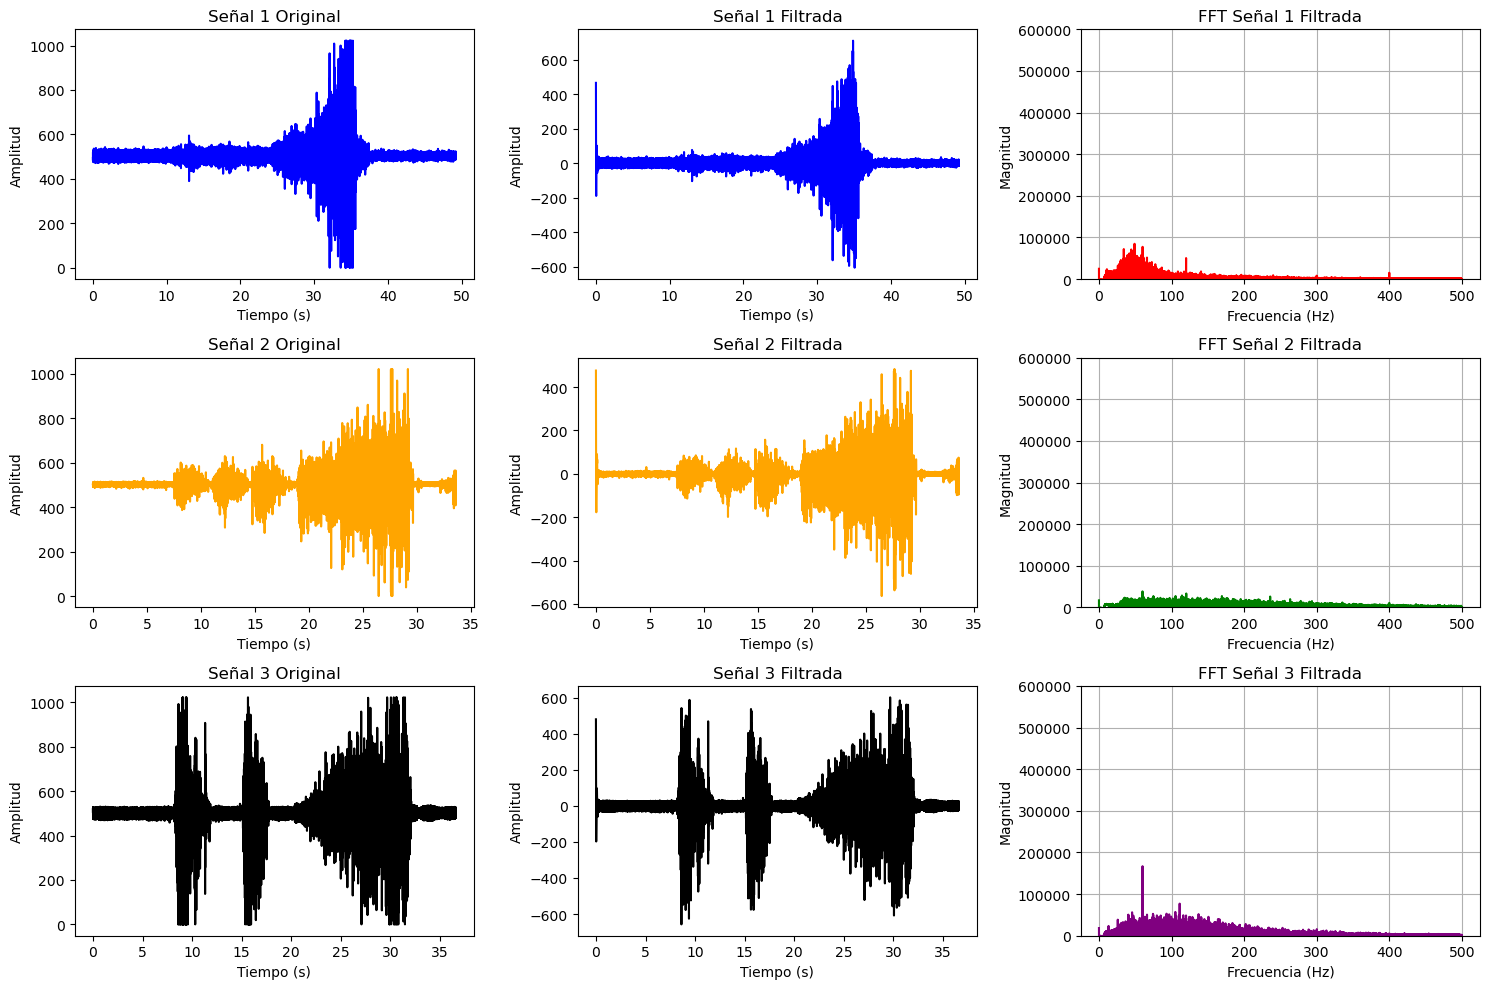 Señal 1 Original
Señal 1 Filtrada
FFT Señal 1 Filtrada
Amplitud
1000
800
600
400
200
0
0 10 20 30 40 50
Tiempo (s)
Amplitud
600
400
200
0
−200
−400
−600
0 10 20 30 40 50
Tiempo (s)
Magnitud
600000
500000
400000
300000
200000
100000
0
0 100 200 300 400 500
Frecuencia (Hz)
Señal 2 Original
Señal 2 Filtrada
FFT Señal 2 Filtrada
Amplitud
1000
800
600
400
200
0
0 5 10 15 20 25 30 35
Tiempo (s)
Amplitud
400
200
0
−200
−400
−600
0 5 10 15 20 25 30 35
Tiempo (s)
Magnitud
600000
500000
400000
300000
200000
100000
0
0 100 200 300 400 500
Frecuencia (Hz)
Señal 3 Original
Señal 3 Filtrada
FFT Señal 3 Filtrada
Amplitud
1000
800
600
400
200
0
0 5 10 15 20 25 30 35
Tiempo (s)
Amplitud
600
400
200
0
−200
−400
−600
0 5 10 15 20 25 30 35
Tiempo (s)
Magnitud
600000
500000
400000
300000
200000
100000
0
0 100 200 300 400 500
Frecuencia (Hz)